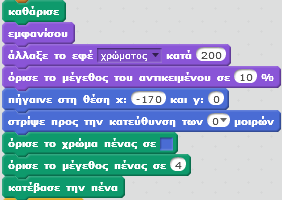 καθάρισε
εμφανίσου
άλλαξε το εφέ χρώματος κατά 200
όρισε το μέγεθος του αντικειμένου σε 10 %
πήγαινε στη θέση x: -170 και y: 0
στρίψε προς την κατεύθυνση των 0 μοιρών
όρισε το χρώμα πένας σε
όρισε το μέγεθος πένας σε 4
κατέβασε την πένα